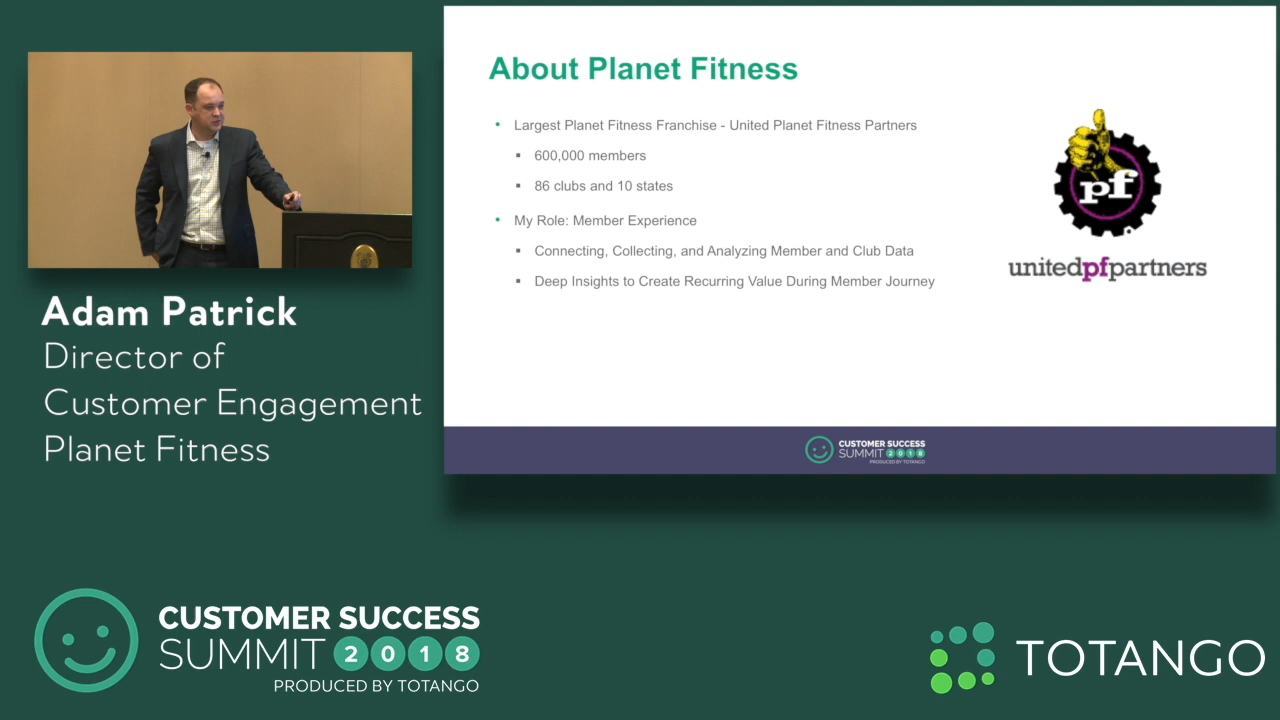 About Planet Fitness
Largest Planet Fitness Franchise - United Planet Fitness Partners
600,000 members
86 clubs and 10 states
My Role: Member Experience
Connecting, Collecting, and Analyzing Member and Club Data
Deep Insights to Create Recurring Value During Member Journey
pf
unitedpfpartners
CUSTOMER SUCCESS
SUMMIT 2018
PRODUCED BY TOTANGO
Adam Patrick
Director of
Customer Engagement
Planet Fitness
CUSTOMER SUCCESS
SUMMIT 2018
PRODUCED BY TOTANGO
TOTANGO